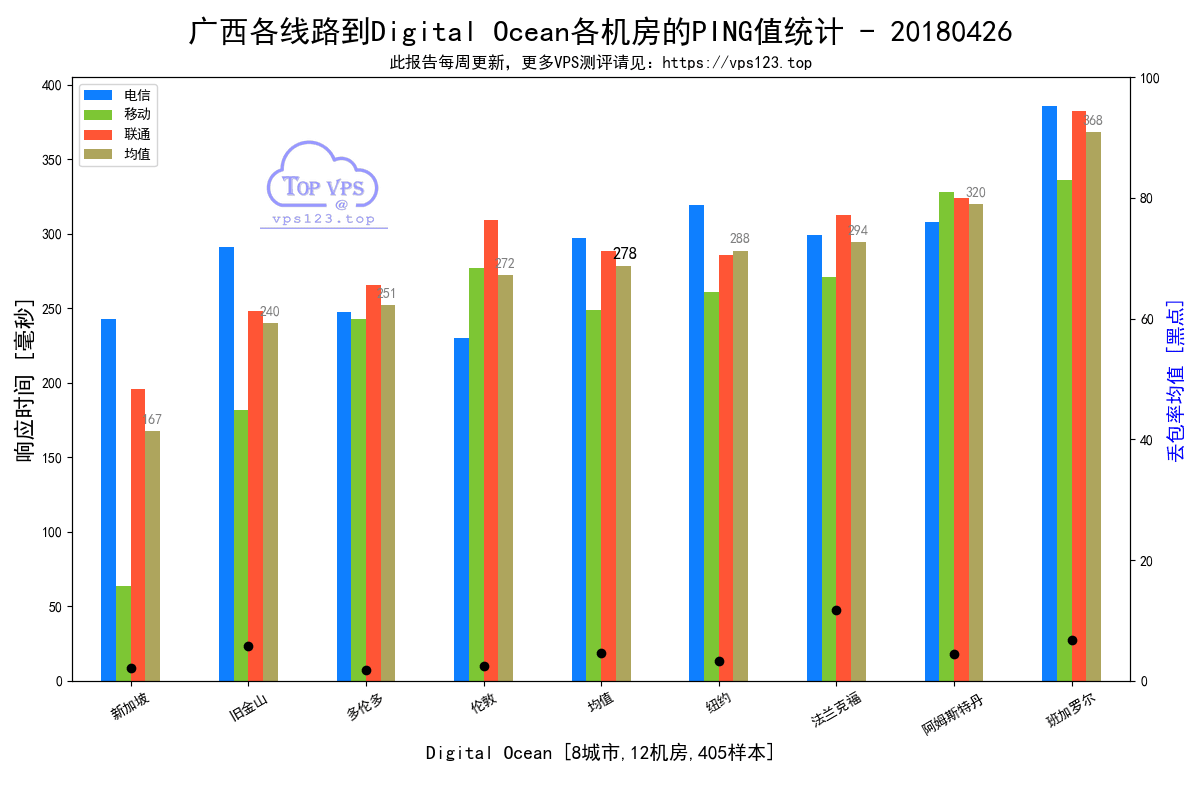 广西各线路到Digital Ocean各机房的PING值统计 - 20180426
此报告每周更新，更多VPS测评请见：https://vps123.top
电信
移动
联通
均值
TOP VPS
@
vps123.top
响应时间 [毫秒]
400
350
300
250
200
150
100
50
0
167
240
251
272
278
288
294
320
368
100
80
60
40
20
0
丢包率均值 [黑点]
新加坡
旧金山
多伦多
伦敦
均值
纽约
法兰克福
阿姆斯特丹
班加罗尔
Digital Ocean [8城市,12机房,405样本]